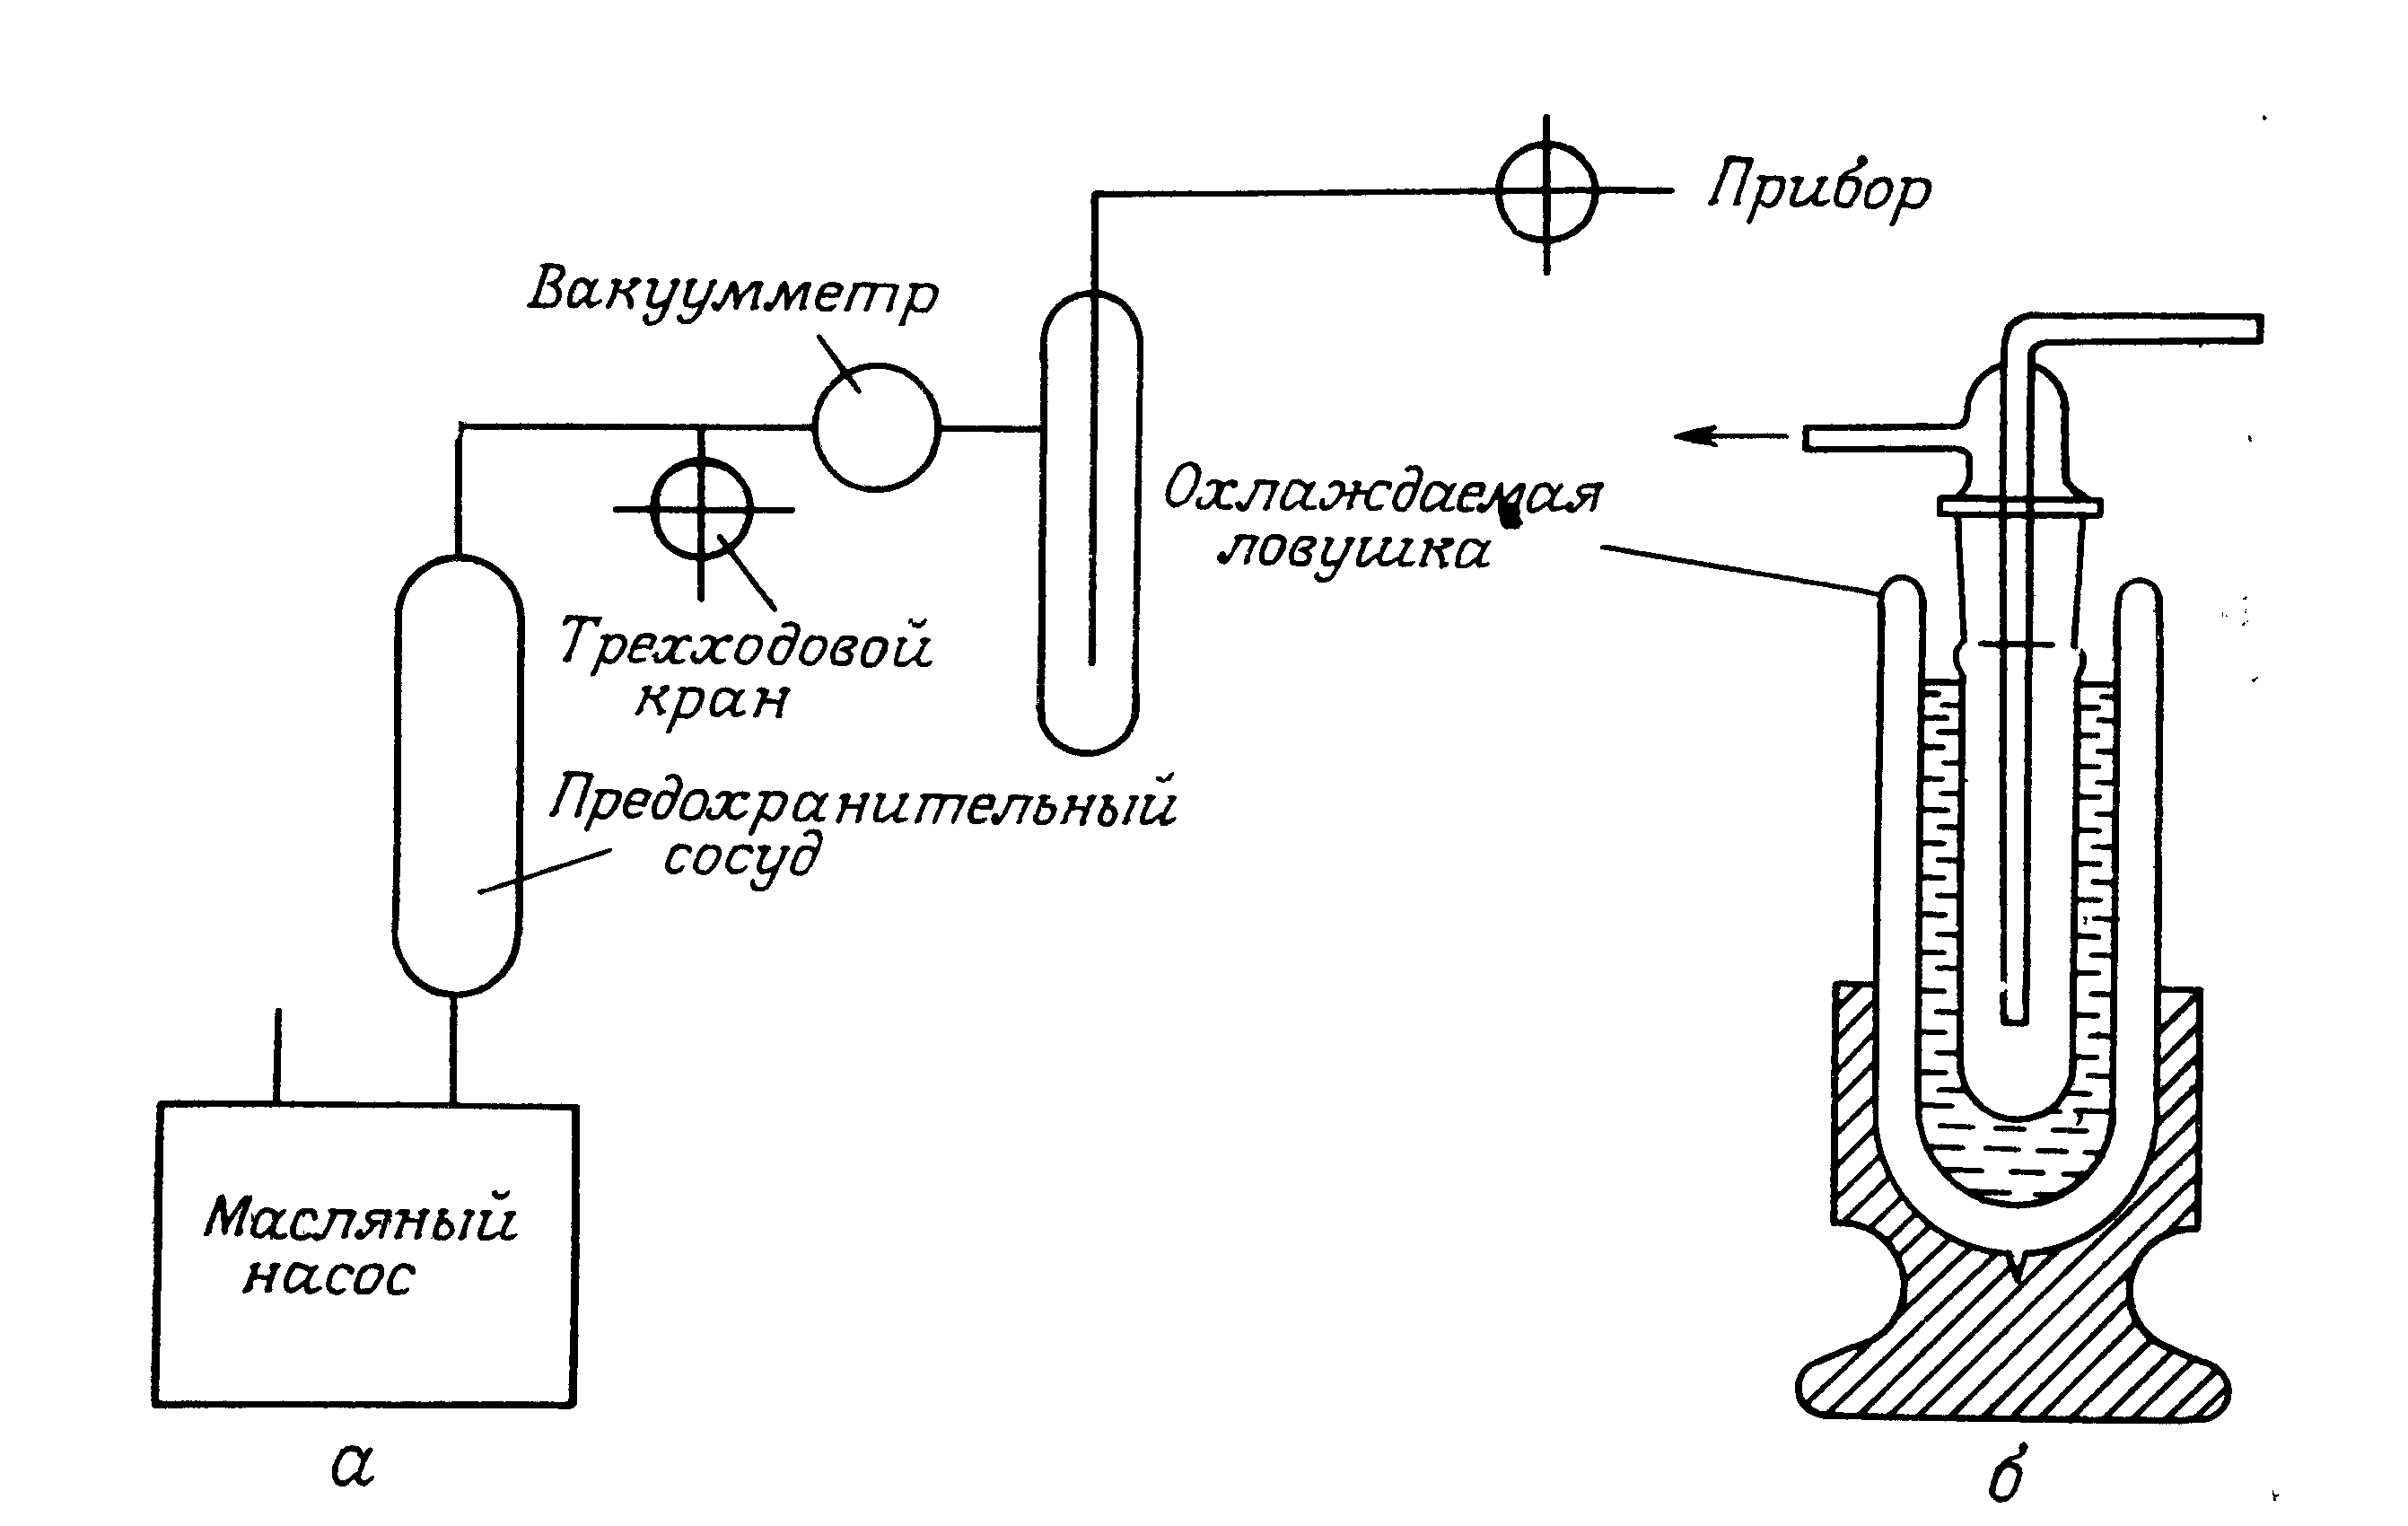 Прибор
Вакуумметр
Охлаждаемая
ловушка
Трехходовой
кран
Предохранительный
сосуд
Масляный
насос
а
б